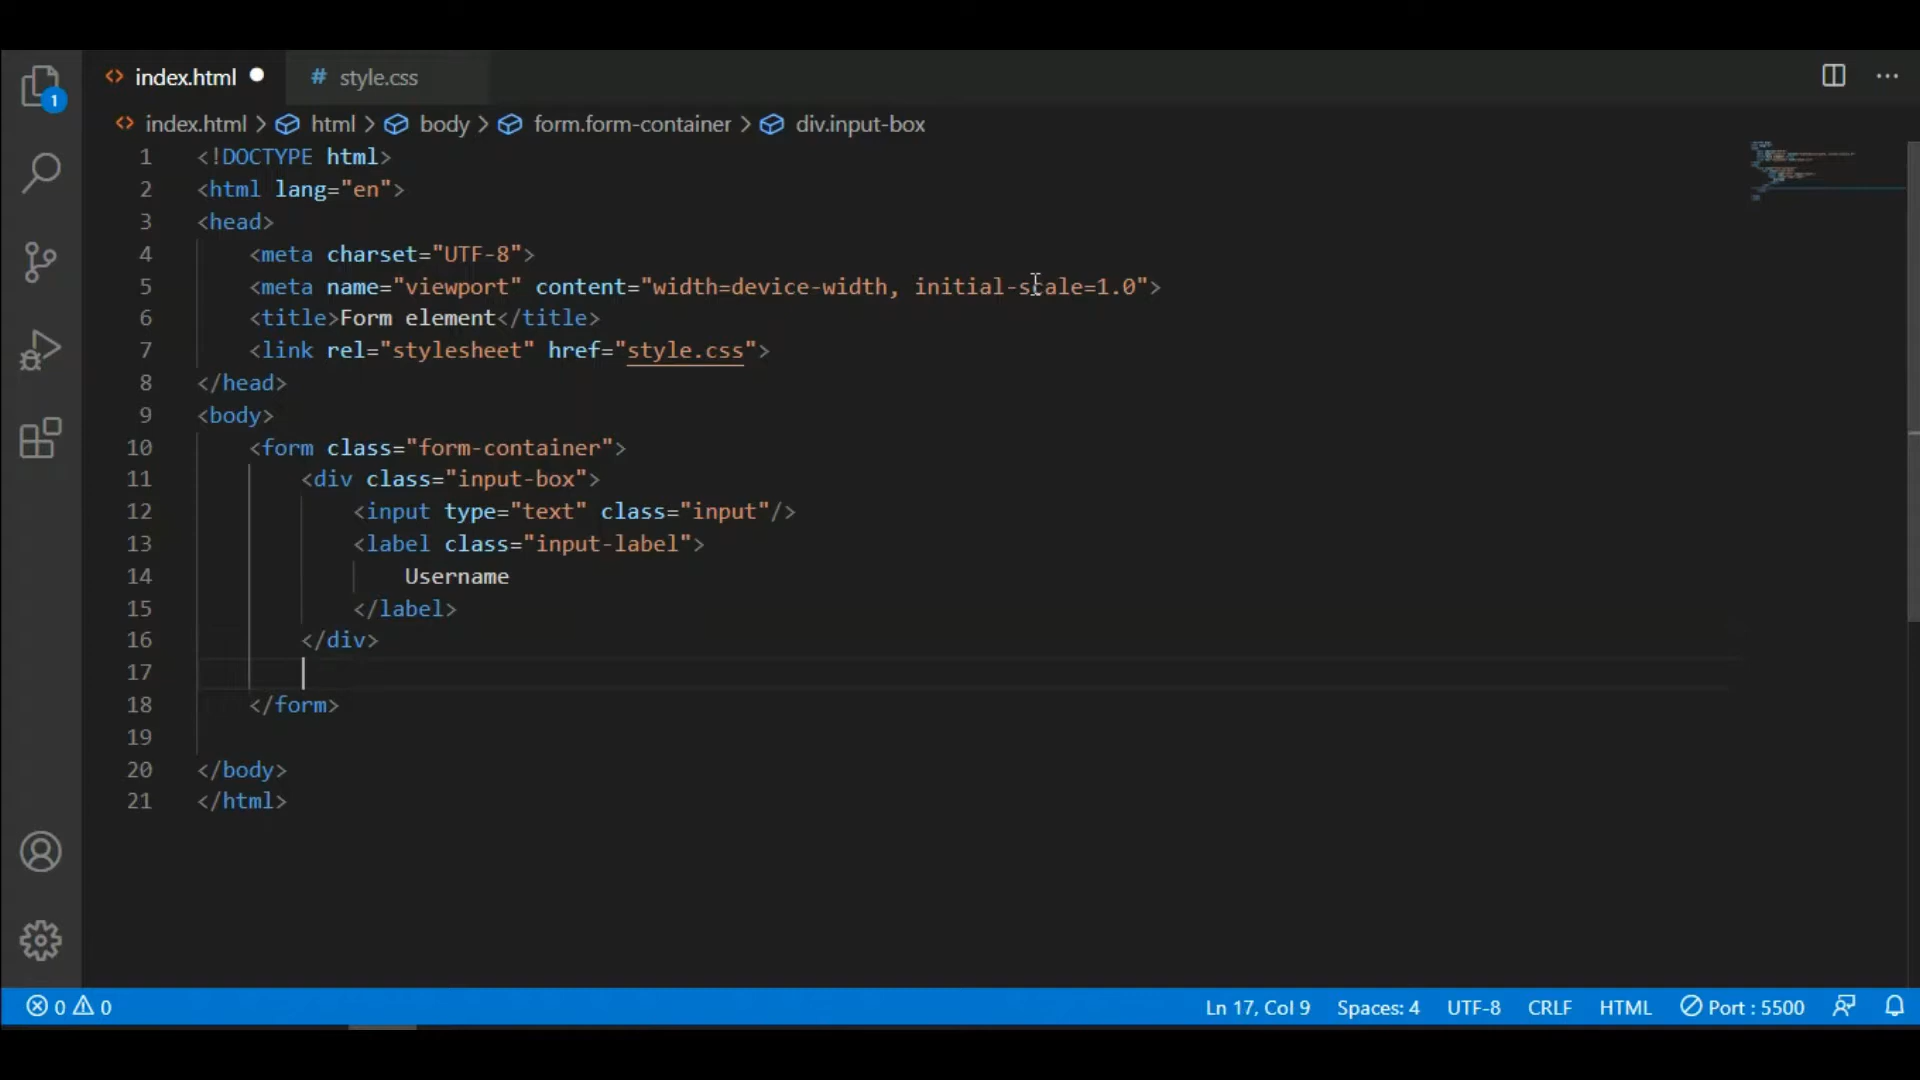 index.html
# style.css
1
index.html > html > body > form.form-container > div.input-box
1 <!DOCTYPE html>
2 <html lang="en">
3 <head>
4     <meta charset="UTF-8">
5     <meta name="viewport" content="width=device-width, initial-scale=1.0">
6     <title>Form element</title>
7     <link rel="stylesheet" href="style.css">
8 </head>
9 <body>
10     <form class="form-container">
11         <div class="input-box">
12             <input type="text" class="input"/>
13             <label class="input-label">
14                 Username
15             </label>
16         </div>
17
18     </form>
19
20 </body>
21 </html>
0 0
Ln 17, Col 9
Spaces: 4
UTF-8
CRLF
HTML
Port : 5500